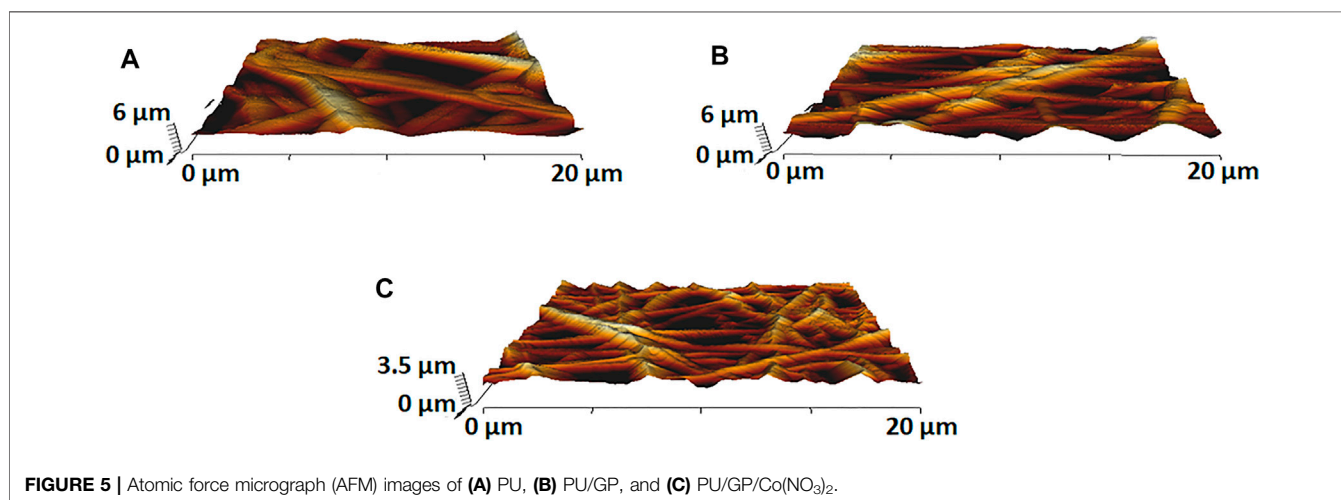 A
6 μm
0 μm
0 μm 20 μm
B
6 μm
0 μm
0 μm 20 μm
C
3.5 μm
0 μm
0 μm 20 μm
FIGURE 5 | Atomic force micrograph (AFM) images of (A) PU, (B) PU/GP, and (C) PU/GP/Co(NO₃)₂.